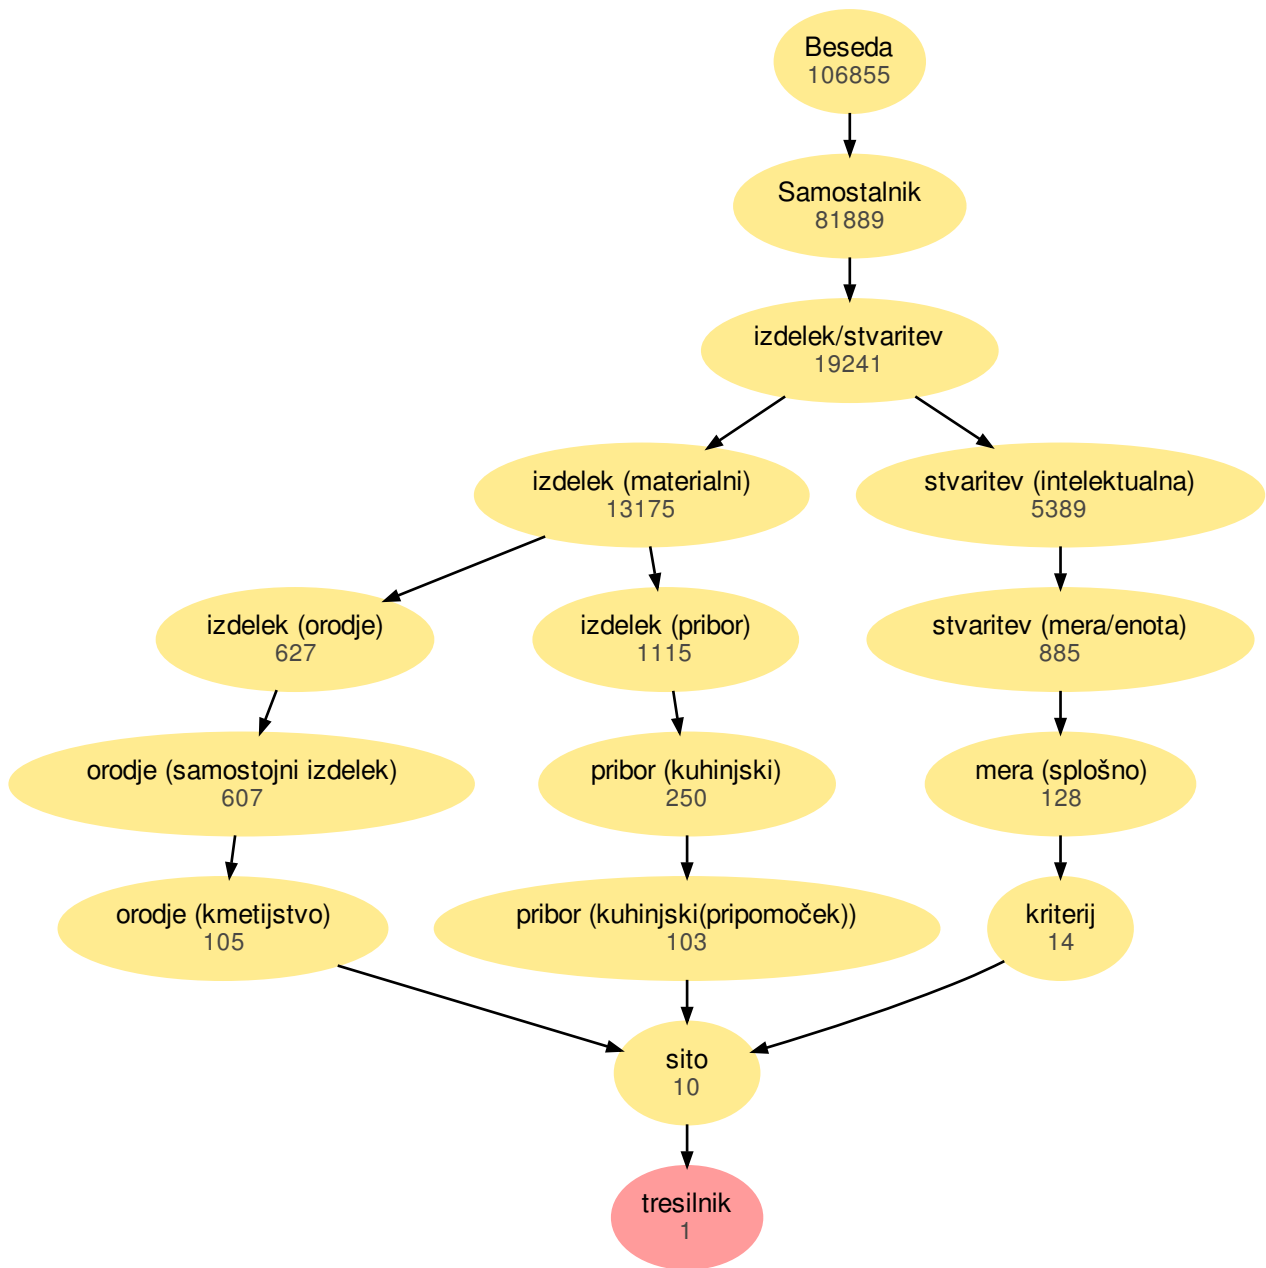 Beseda
106855
Samostalnik
81889
izdelek/stvaritev
19241
izdelek (materialni)
13175
stvaritev (intelektualna)
5389
izdelek (orodje)
627
izdelek (pribor)
1115
stvaritev (mera/enota)
885
orodje (samostojni izdelek)
607
pribor (kuhinjski)
250
mera (splošno)
128
orodje (kmetijstvo)
105
pribor (kuhinjski(pripomoček))
103
kriterij
14
sito
10
tresilnik
1